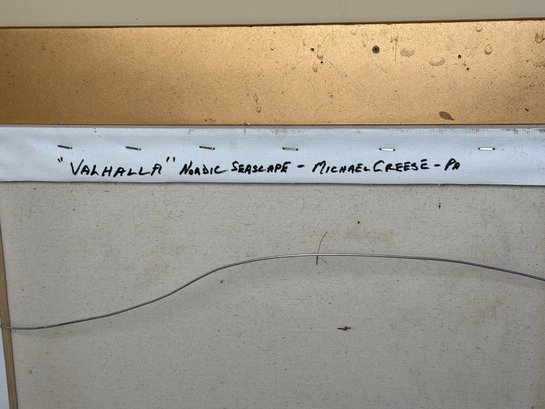 "VALHALLA" NORDIC SEASCAPE - MICHAEL CREESE - PA